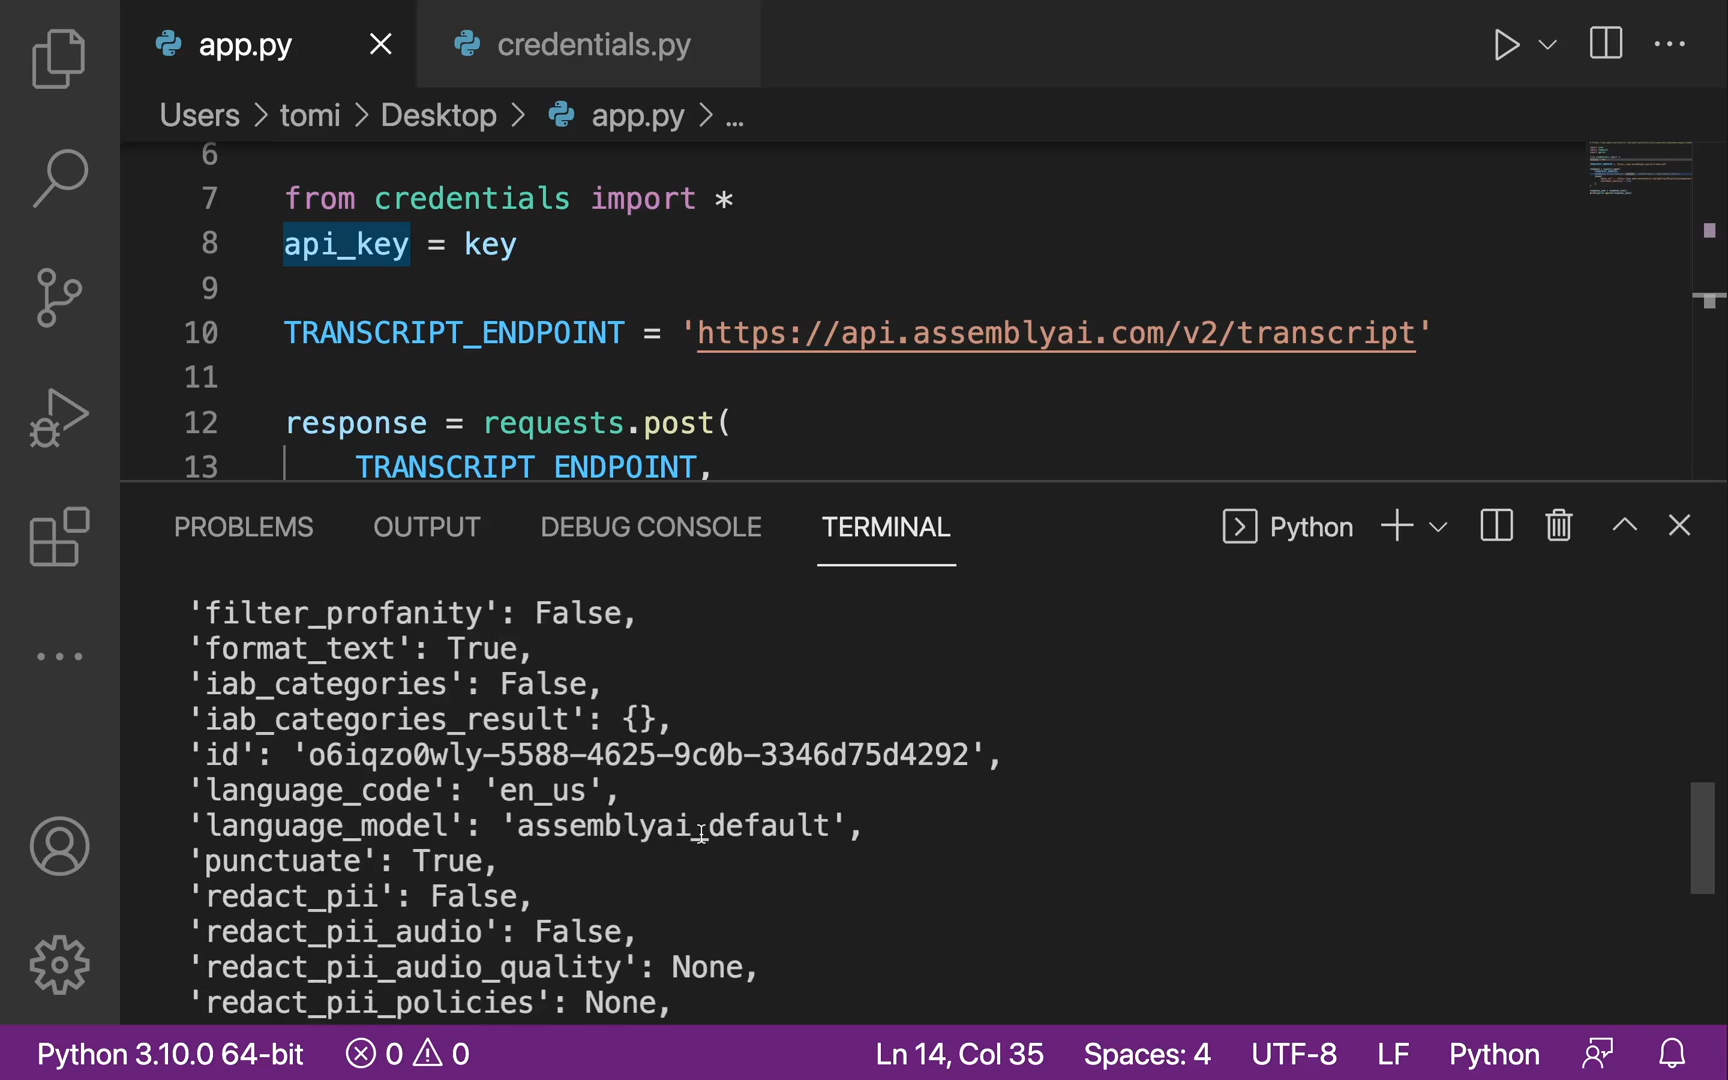 app.py
credentials.py
Users > tomi > Desktop > app.py > ...
6
7 from credentials import *
8 api_key = key
9
10 TRANSCRIPT_ENDPOINT = 'https://api.assemblyai.com/v2/transcript'
11
12 response = requests.post(
13 TRANSCRIPT_ENDPOINT,
PROBLEMS OUTPUT DEBUG CONSOLE TERMINAL Python
'filter_profanity': False,
'format_text': True,
'iab_categories': False,
'iab_categories_result': {},
'id': 'o6iqzo0wly-5588-4625-9c0b-3346d75d4292',
'language_code': 'en_us',
'language_model': 'assemblyai_default',
'punctuate': True,
'redact_pii': False,
'redact_pii_audio': False,
'redact_pii_audio_quality': None,
'redact_pii_policies': None,
Python 3.10.0 64-bit 0 0 Ln 14, Col 35 Spaces: 4 UTF-8 LF Python